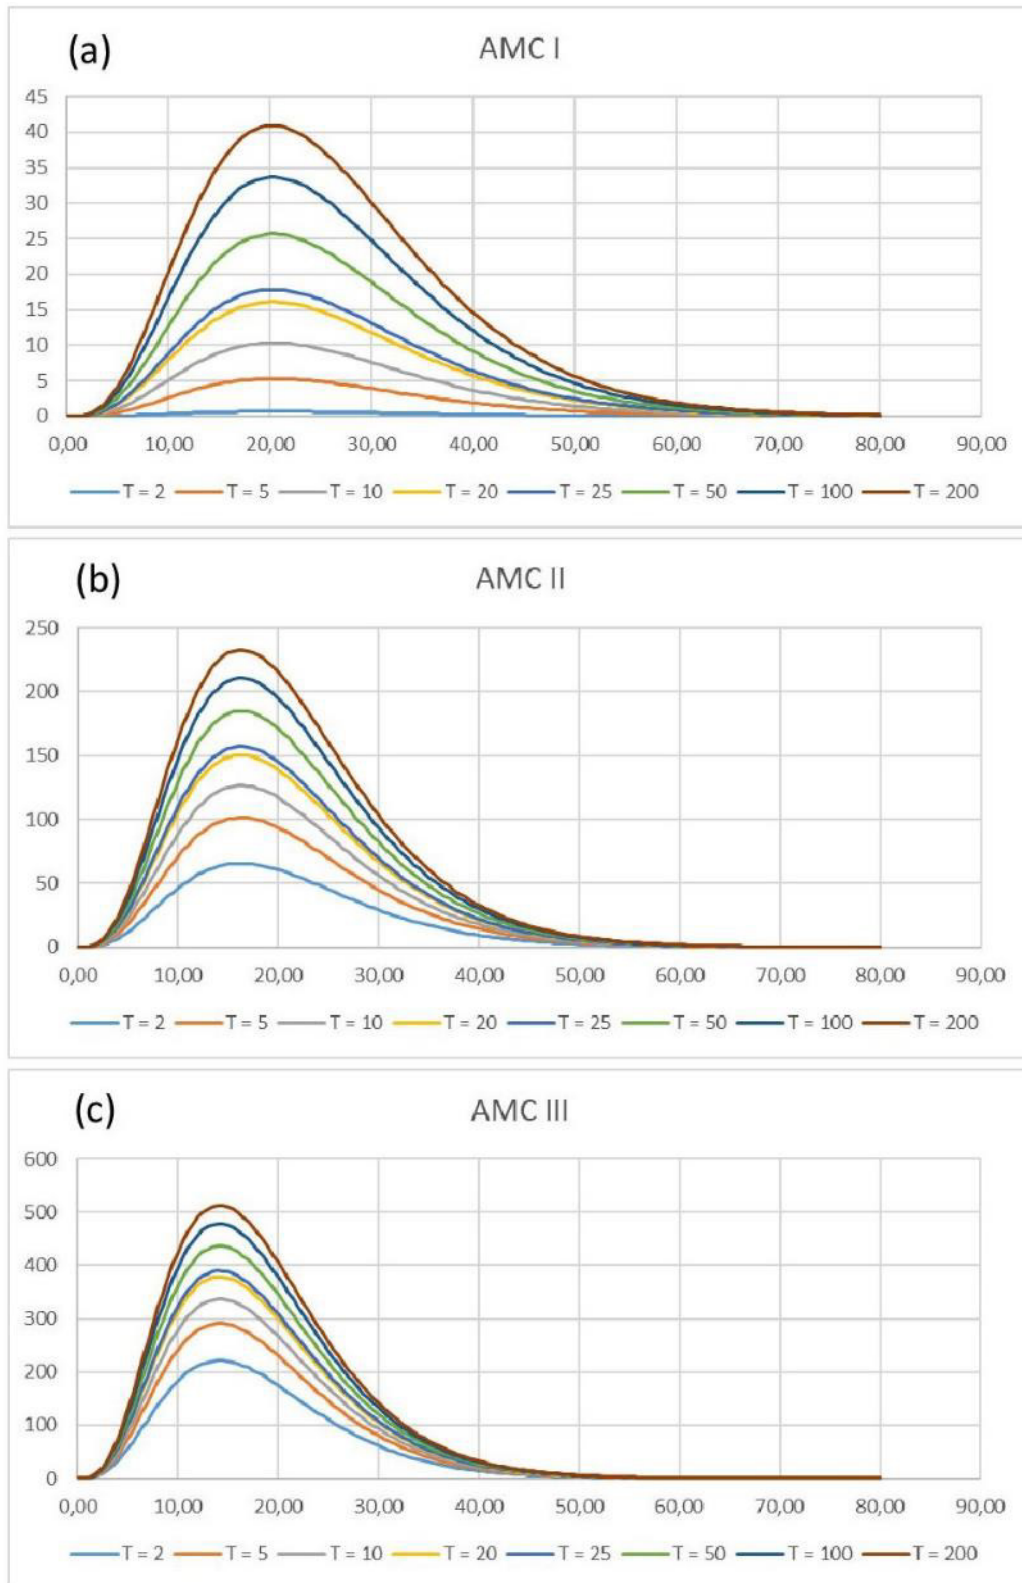 (a)
AMC I
45
40
35
30
25
20
15
10
5
0
0,00 10,00 20,00 30,00 40,00 50,00 60,00 70,00 80,00 90,00
T = 2 T = 5 T = 10 T = 20 T = 25 T = 50 T = 100 T = 200
(b)
AMC II
250
200
150
100
50
0
0,00 10,00 20,00 30,00 40,00 50,00 60,00 70,00 80,00 90,00
T = 2 T = 5 T = 10 T = 20 T = 25 T = 50 T = 100 T = 200
(c)
AMC III
600
500
400
300
200
100
0
0,00 10,00 20,00 30,00 40,00 50,00 60,00 70,00 80,00 90,00
T = 2 T = 5 T = 10 T = 20 T = 25 T = 50 T = 100 T = 200